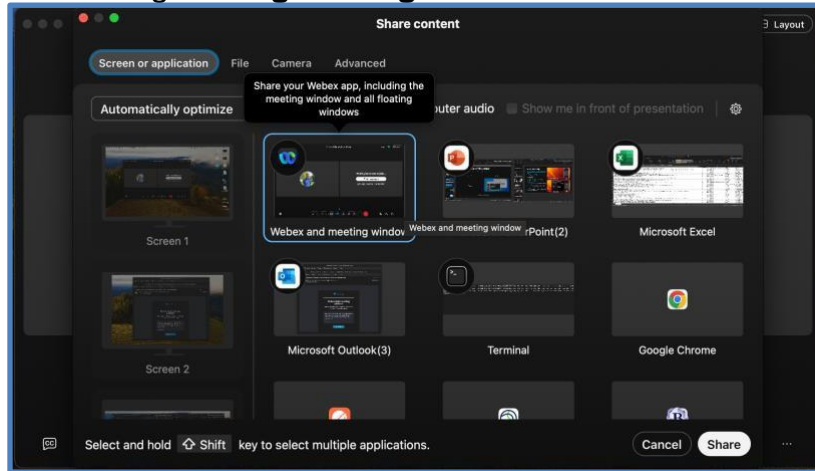 Share content
Layout
Screen or application File Camera Advanced
Share your Webex app, including the
meeting window and all floating
windows
Automatically optimize
uter audio Show me in front of presentation
Screen 1
Webex and meeting window
Webex and meeting window
rPoint(2)
Microsoft Excel
Screen 2
Microsoft Outlook(3)
Terminal
Google Chrome
Select and hold ⇧ Shift key to select multiple applications.
Cancel
Share